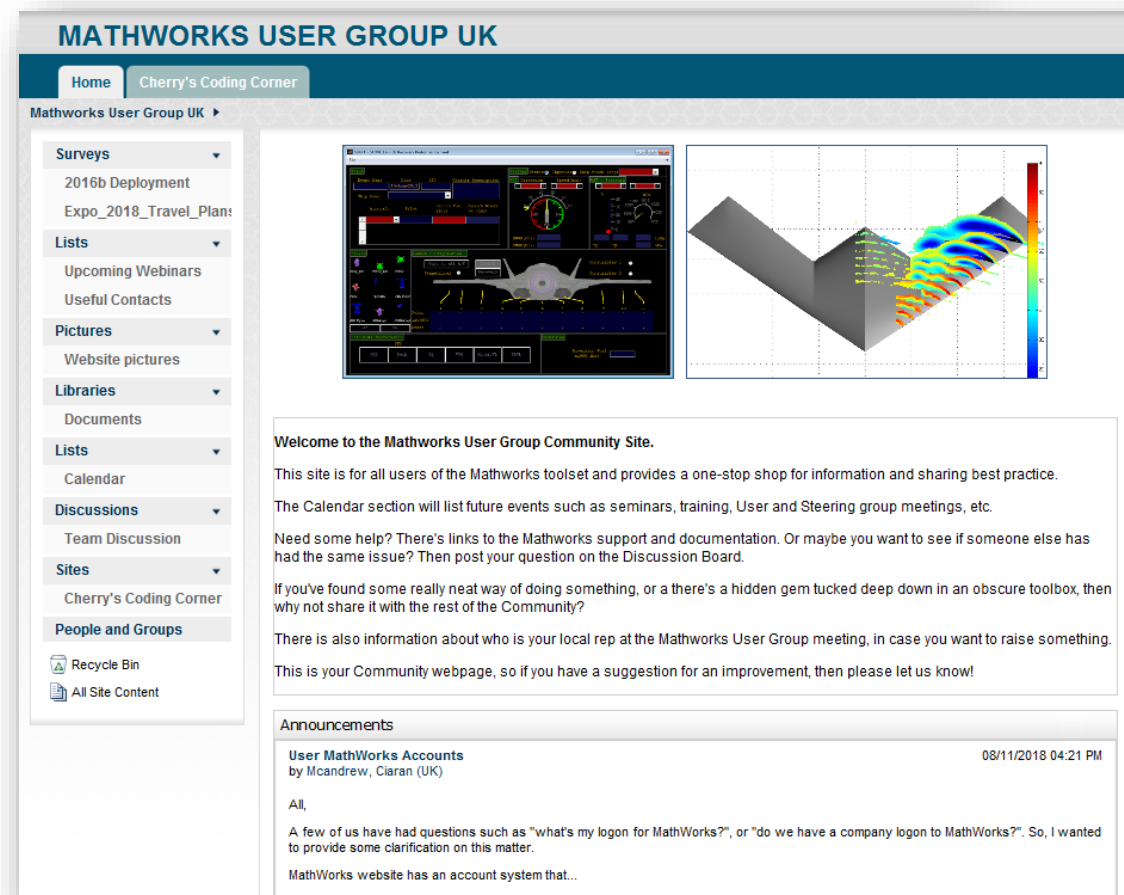 MATHWORKS USER GROUP UK
Home
Cherry's Coding Corner
Mathworks User Group UK
Surveys
2016b Deployment
Expo_2018_Travel_Plans
Lists
Upcoming Webinars
Useful Contacts
Pictures
Website pictures
Libraries
Documents
Lists
Calendar
Discussions
Team Discussion
Sites
Cherry's Coding Corner
People and Groups
Recycle Bin
All Site Content
Welcome to the Mathworks User Group Community Site.
This site is for all users of the Mathworks toolset and provides a one-stop shop for information and sharing best practice.
The Calendar section will list future events such as seminars, training, User and Steering group meetings, etc.
Need some help? There's links to the Mathworks support and documentation. Or maybe you want to see if someone else has
had the same issue? Then post your question on the Discussion Board.
If you've found some really neat way of doing something, or a there's a hidden gem tucked deep down in an obscure toolbox, then
why not share it with the rest of the Community?
There is also information about who is your local rep at the Mathworks User Group meeting, in case you want to raise something.
This is your Community webpage, so if you have a suggestion for an improvement, then please let us know!
Announcements
User MathWorks Accounts 08/11/2018 04:21 PM
by Mcandrew, Ciaran (UK)
All,
A few of us have had questions such as "what's my logon for MathWorks?", or "do we have a company logon to MathWorks?". So, I wanted
to provide some clarification on this matter.
MathWorks website has an account system that...